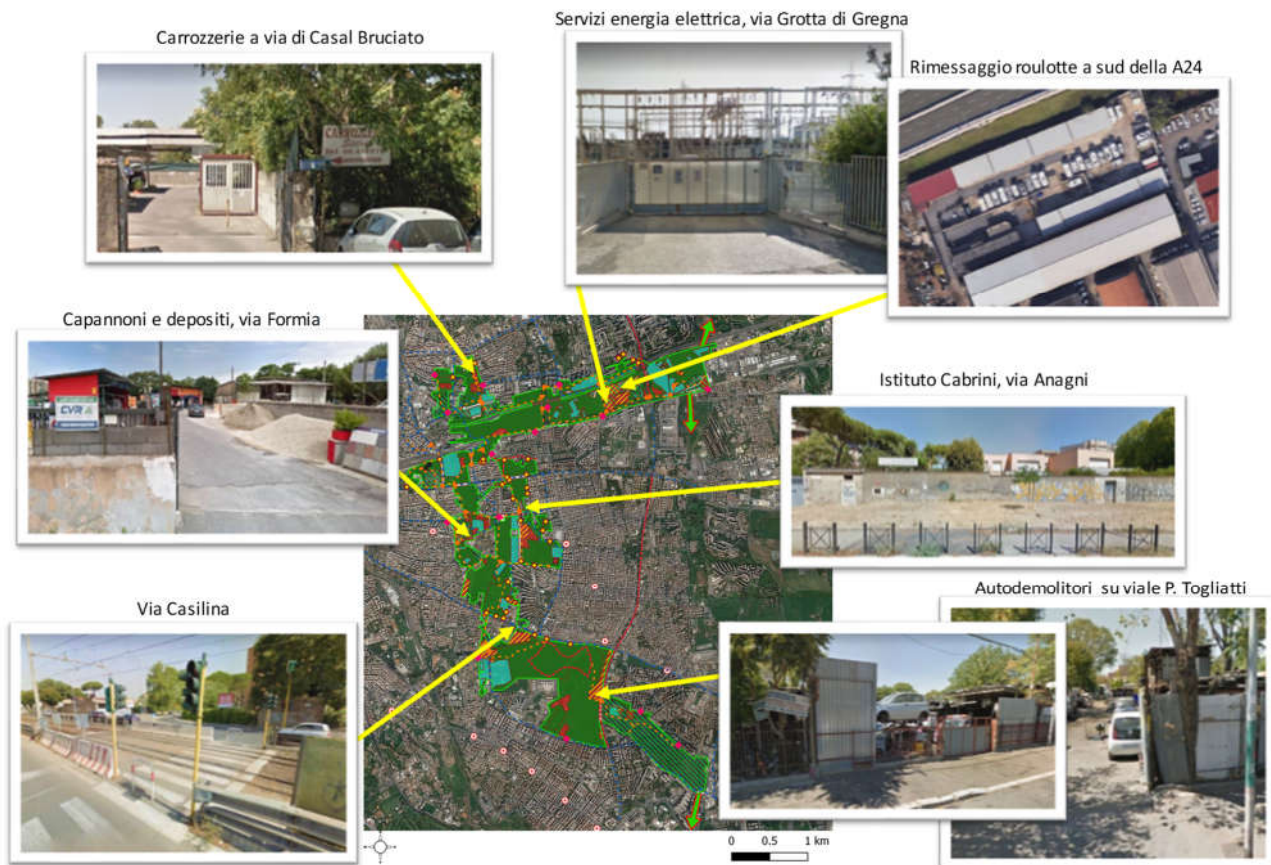 Servizi energia elettrica, via Grotta di Gregna
Carrozzerie a via di Casal Bruciato
Rimessaggio roulotte a sud della A24
Capannoni e depositi, via Formia
CVR
Istituto Cabrini, via Anagni
Via Casilina
Autodemolitori su viale P. Togliatti
0 0.5 1 km